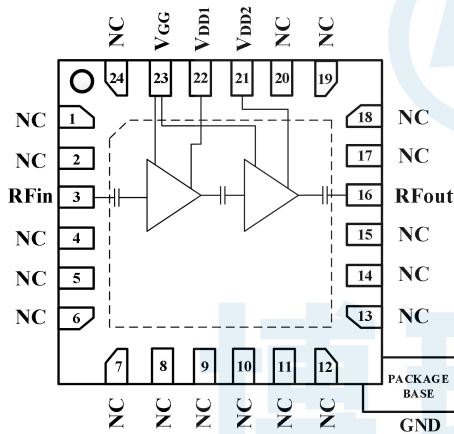 NC VGG VDD1 VDD2 NC NC
24 23 22 21 20 19
NC 1 18 NC
NC 2 17 NC
RFin 3 16 RFout
NC 4 15 NC
NC 5 14 NC
NC 6 13 NC
7 8 9 10 11 12
NC NC NC NC NC NC
PACKAGE
BASE
GND